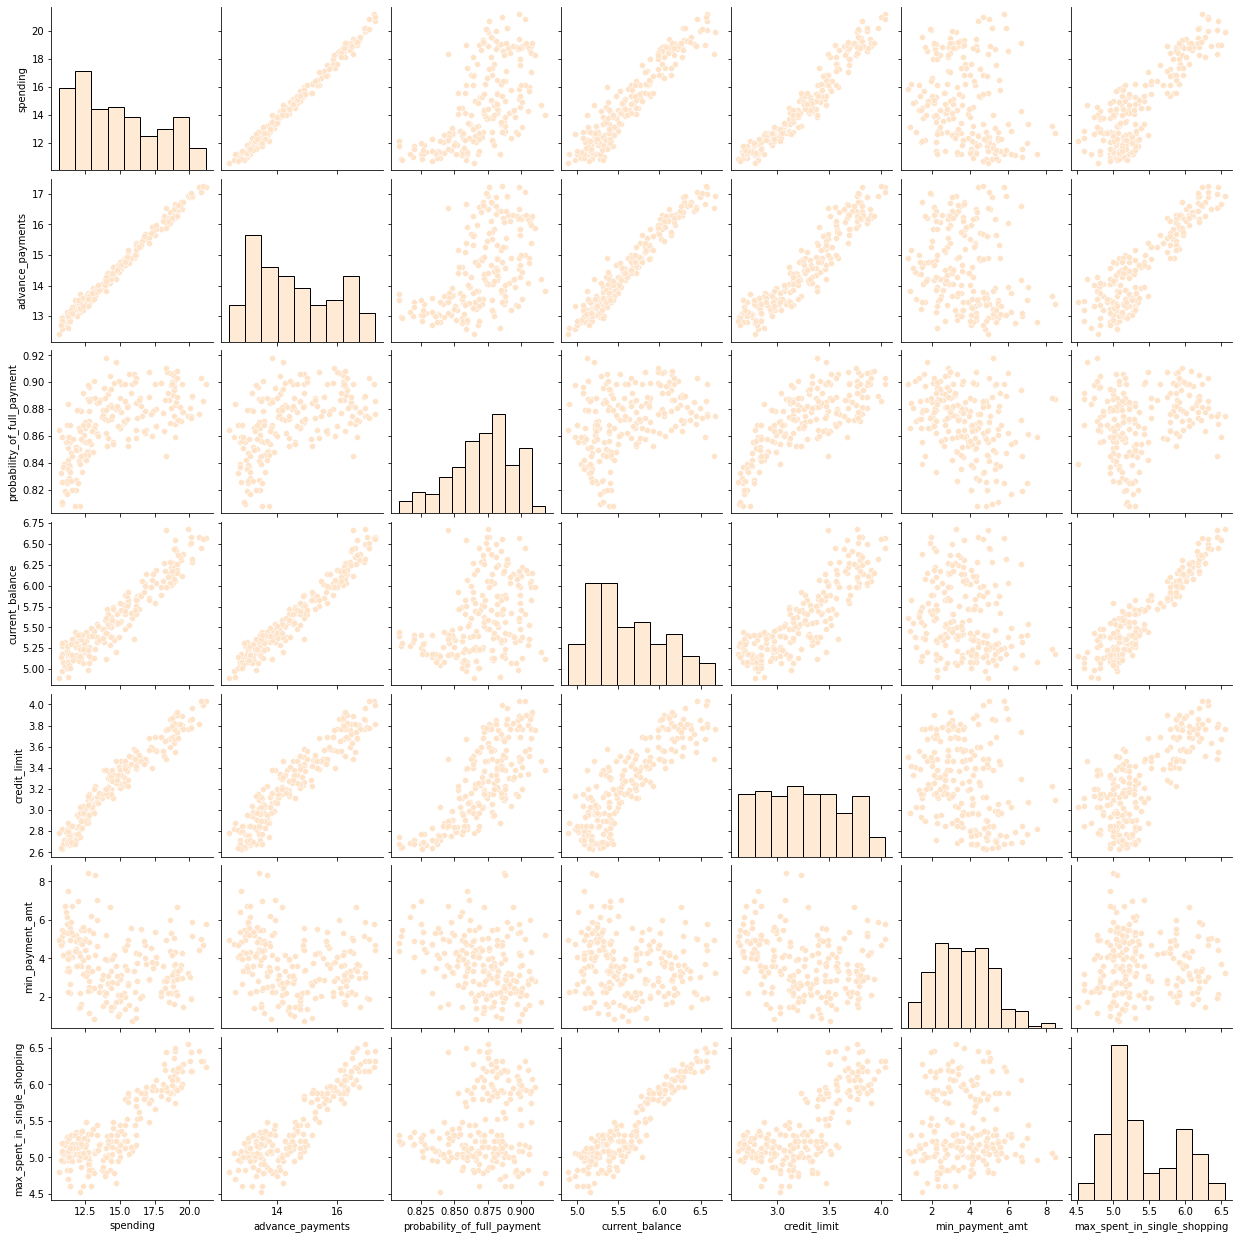 20
18
16
14
12
spending
17
16
15
14
13
advance_payments
0.92
0.90
0.88
0.86
0.84
0.82
probability_of_full_payment
6.75
6.50
6.25
6.00
5.75
5.50
5.25
5.00
current_balance
4.0
3.8
3.6
3.4
3.2
3.0
2.8
2.6
credit_limit
8
6
4
2
min_payment_amt
6.5
6.0
5.5
5.0
4.5
max_spent_in_single_shopping
12.5 15.0 17.5 20.0
spending
14 16
advance_payments
0.825 0.850 0.875 0.900
probability_of_full_payment
5.0 5.5 6.0 6.5
current_balance
3.0 3.5 4.0
credit_limit
2 4 6 8
min_payment_amt
4.5 5.0 5.5 6.0 6.5
max_spent_in_single_shopping